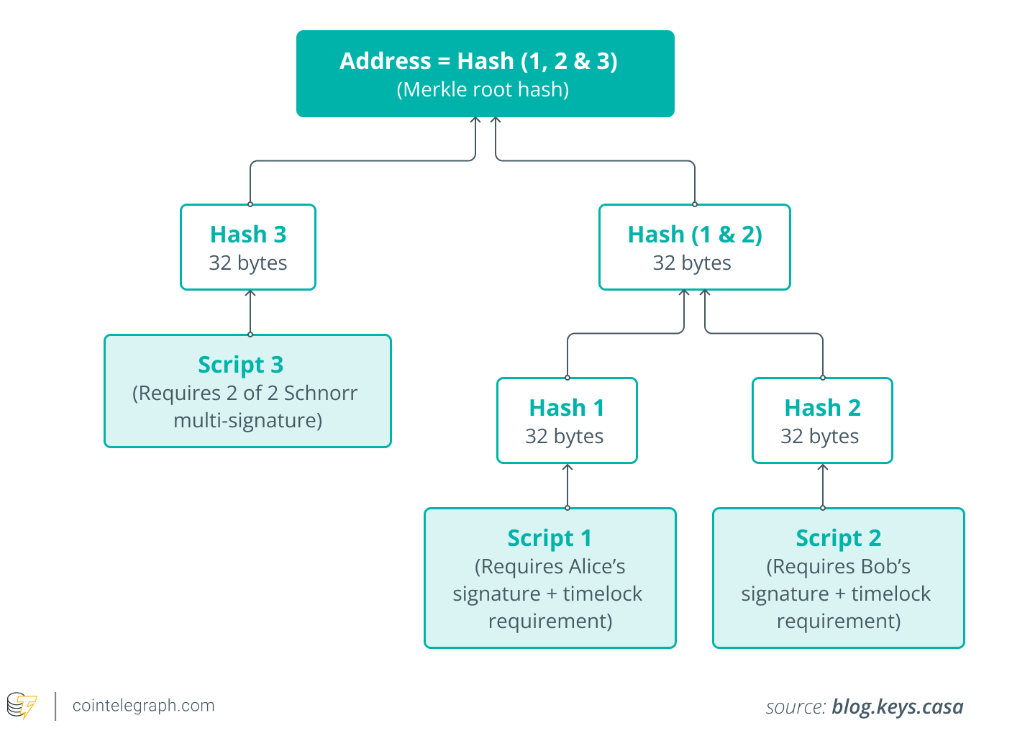 Address = Hash (1, 2 & 3)
(Merkle root hash)
Hash 3
32 bytes
Hash (1 & 2)
32 bytes
Script 3
(Requires 2 of 2 Schnorr
multi-signature)
Hash 1
32 bytes
Hash 2
32 bytes
Script 1
(Requires Alice’s
signature + timelock
requirement)
Script 2
(Requires Bob’s
signature + timelock
requirement)
cointelegraph.com
source: blog.keys.casa